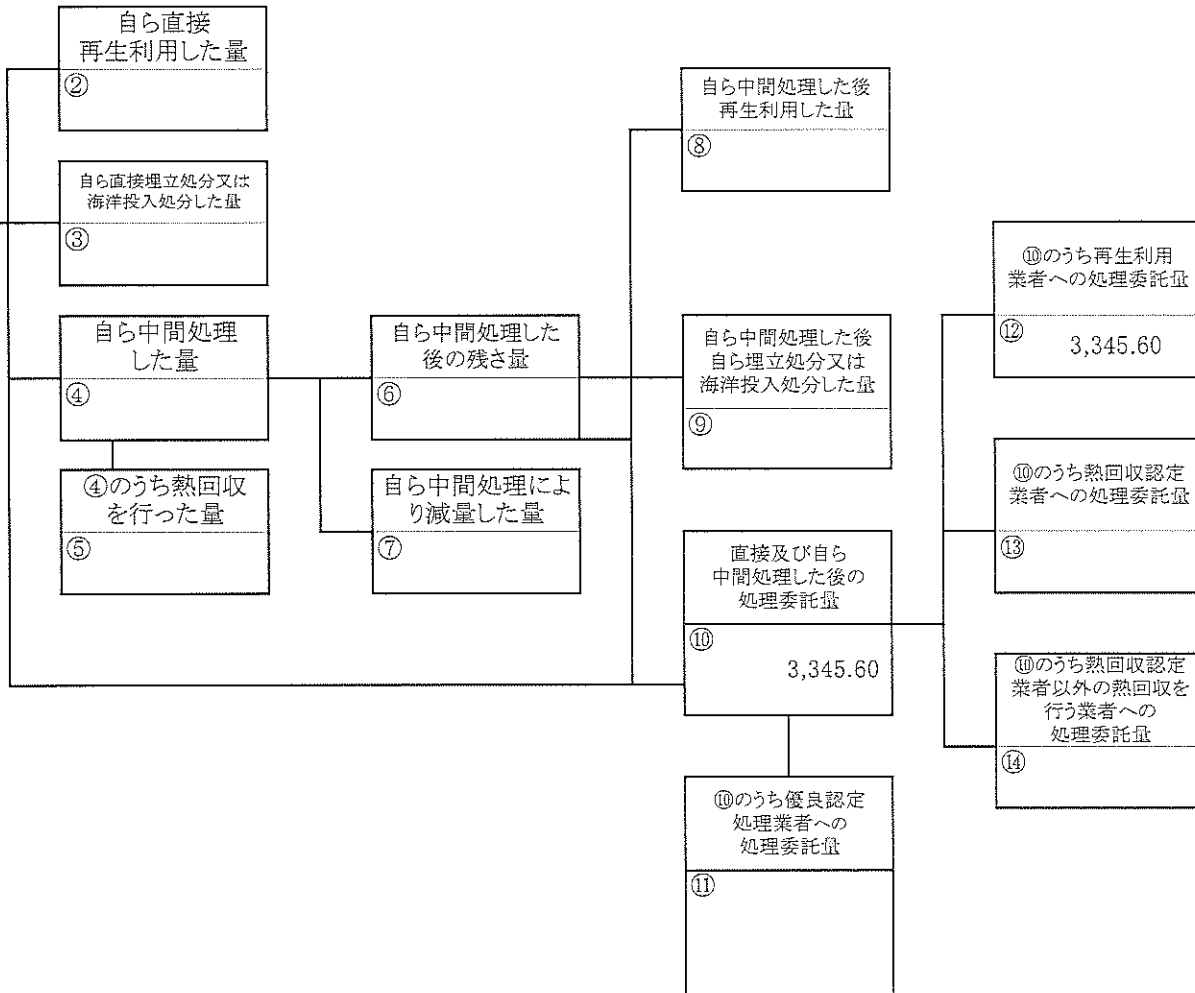 自ら直接
再生利用した量
②
自ら直接埋立処分又は
海洋投入処分した量
③
自ら中間処理
した量
④
④のうち熱回収
を行った量
⑤
自ら中間処理した
後の残さ量
⑥
自ら中間処理によ
り減量した量
⑦
自ら中間処理した後
再生利用した量
⑧
自ら中間処理した後
自ら埋立処分又は
海洋投入処分した量
⑨
直接及び自ら
中間処理した後の
処理委託量
⑩
3,345.60
⑩のうち優良認定
処理業者への
処理委託量
⑪
⑩のうち再生利用
業者への処理委託量
⑫ 3,345.60
⑩のうち熱回収認定
業者への処理委託量
⑬
⑩のうち熱回収認定
業者以外の熱回収を
行う業者への
処理委託量
⑭